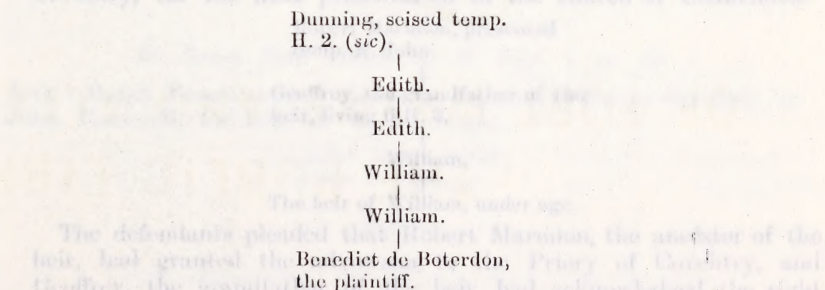 Dunning, seised temp.
H. 2. (sic).
Edith.
Edith.
William.
William.
Benedict de Boterdon,
the plaintiff.